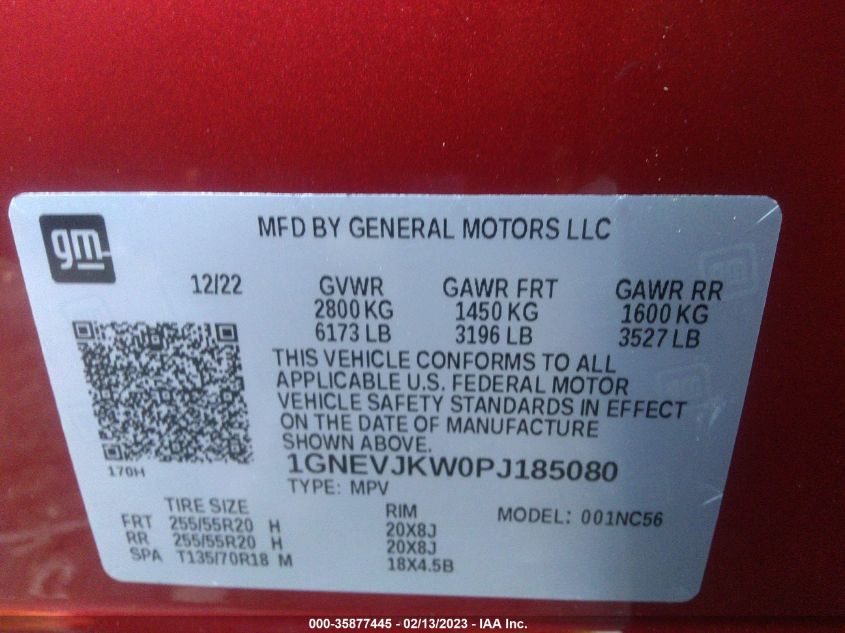 gm
MFD BY GENERAL MOTORS LLC
12/22 GVWR GAWR FRT GAWR RR
2800 KG 1450 KG 1600 KG
6173 LB 3196 LB 3527 LB
THIS VEHICLE CONFORMS TO ALL
APPLICABLE U.S. FEDERAL MOTOR
VEHICLE SAFETY STANDARDS IN EFFECT
ON THE DATE OF MANUFACTURE
SHOWN ABOVE.
170H
1GNEVJKW0PJ185080
TYPE: MPV
TIRE SIZE RIM MODEL: 001NC56
FRT 255/55R20 H 20X8J
RR 255/55R20 H 20X8J
SPA T135/70R18 M 18X4.5B
000-35877445 - 02/13/2023 - IAA Inc.